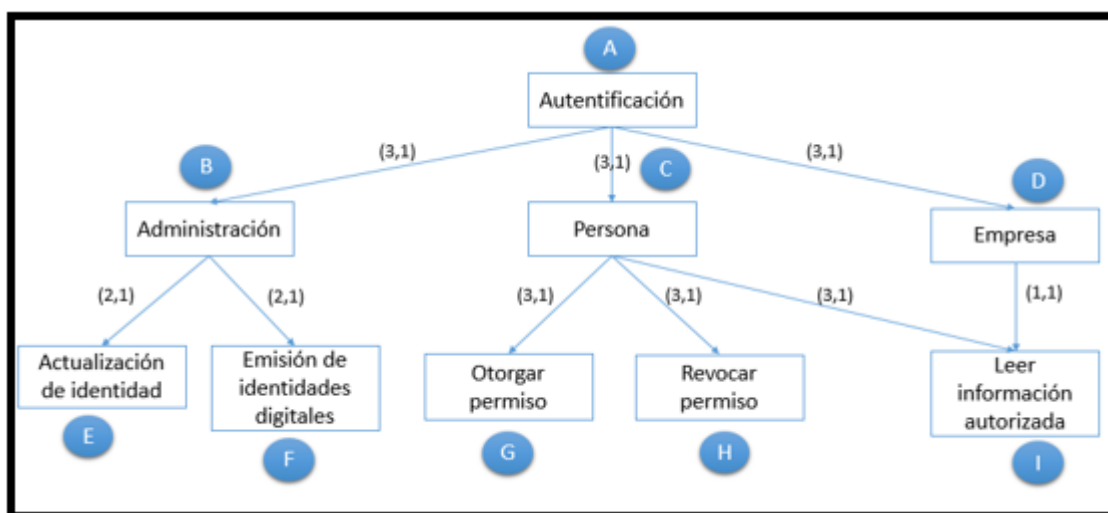 A
Autentificación
(3,1)
(3,1)
(3,1)
B
C
D
Administración
Persona
Empresa
(2,1)
(2,1)
(3,1)
(3,1)
(3,1)
(1,1)
Actualización
de identidad
Emisión de
identidades
digitales
Otorgar
permiso
Revocar
permiso
Leer
información
autorizada
E
F
G
H
I